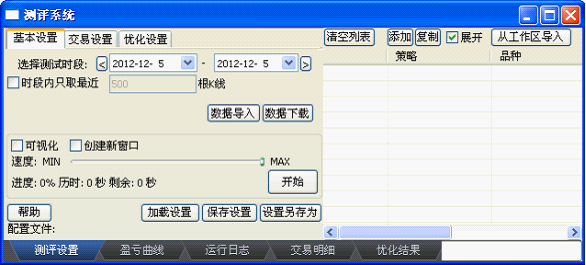 测评系统
基本设置 交易设置 优化设置
选择测试时段: < 2012-12- 5 - 2012-12- 5 >
时段内只取最近 500 根K线
数据导入 数据下载
可视化 创建新窗口
速度: MIN MAX
进度: 0% 历时: 0 秒 剩余: 0 秒 开始
帮助 加载设置 保存设置 设置另存为
配置文件:
清空列表 添加 复制 展开 从工作区导入
策略 品种
测评设置 盈亏曲线 运行日志 交易明细 优化结果